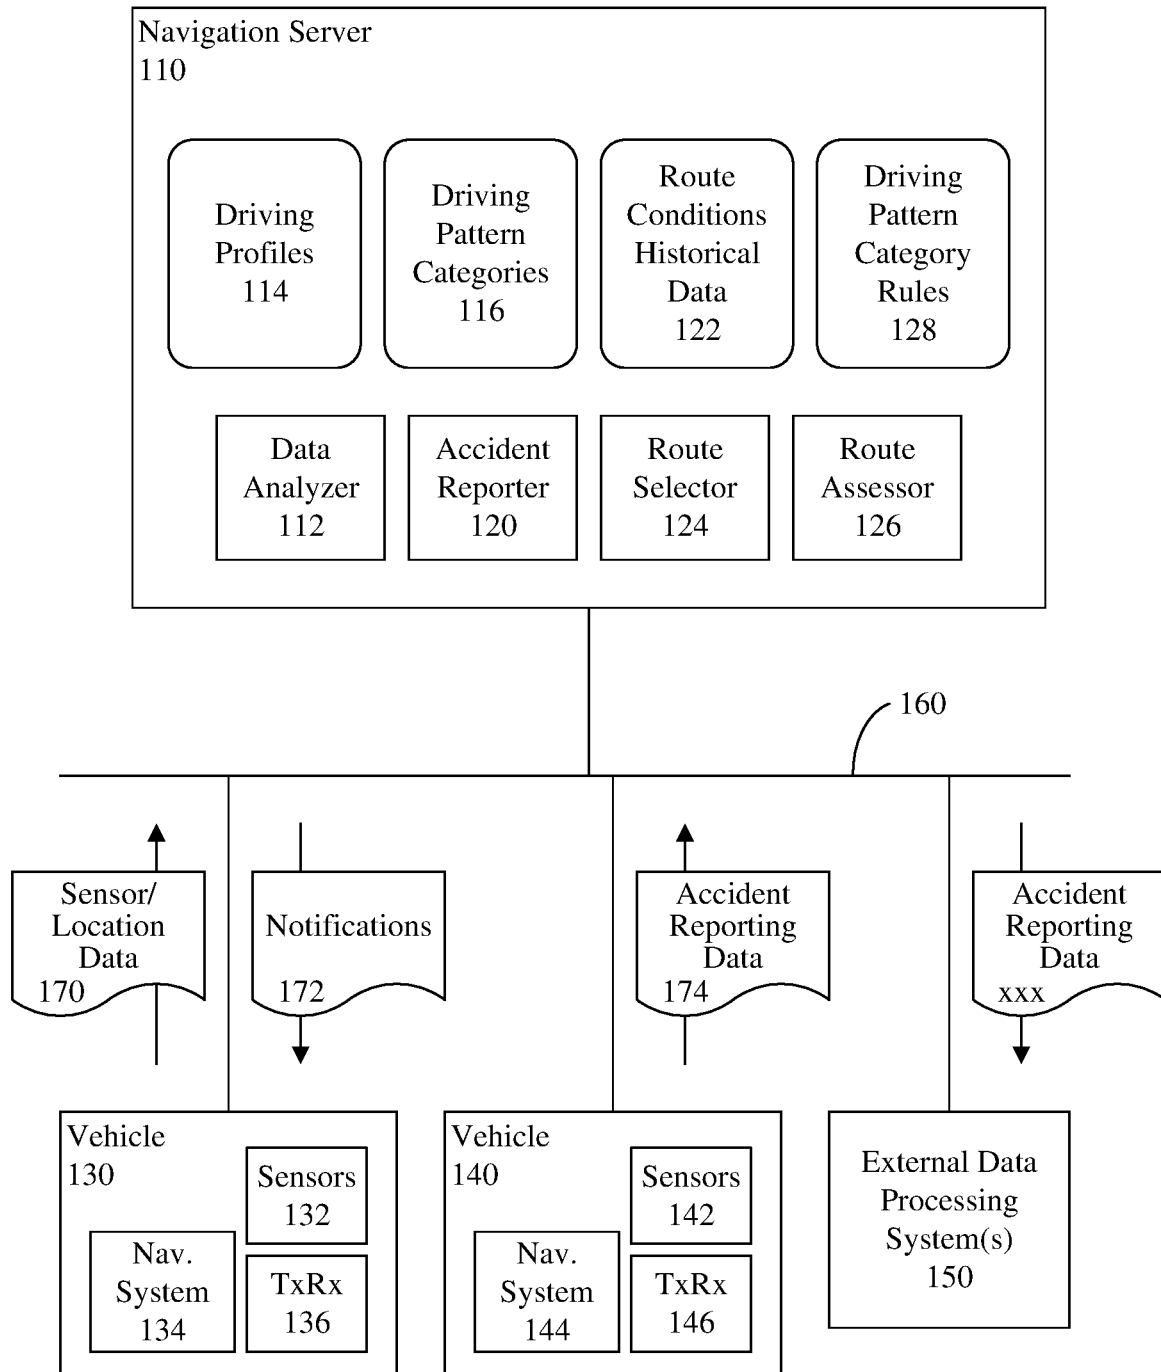 Navigation Server
110
Driving
Profiles
114
Driving
Pattern
Categories
116
Route
Conditions
Historical
Data
122
Driving
Pattern
Category
Rules
128
Data
Analyzer
112
Accident
Reporter
120
Route
Selector
124
Route
Assessor
126
160
Sensor/
Location
Data
170
Notifications
172
Accident
Reporting
Data
174
Accident
Reporting
Data
xxx
Vehicle
130
Sensors
132
Nav.
System
134
TxRx
136
Vehicle
140
Sensors
142
Nav.
System
144
TxRx
146
External Data
Processing
System(s)
150